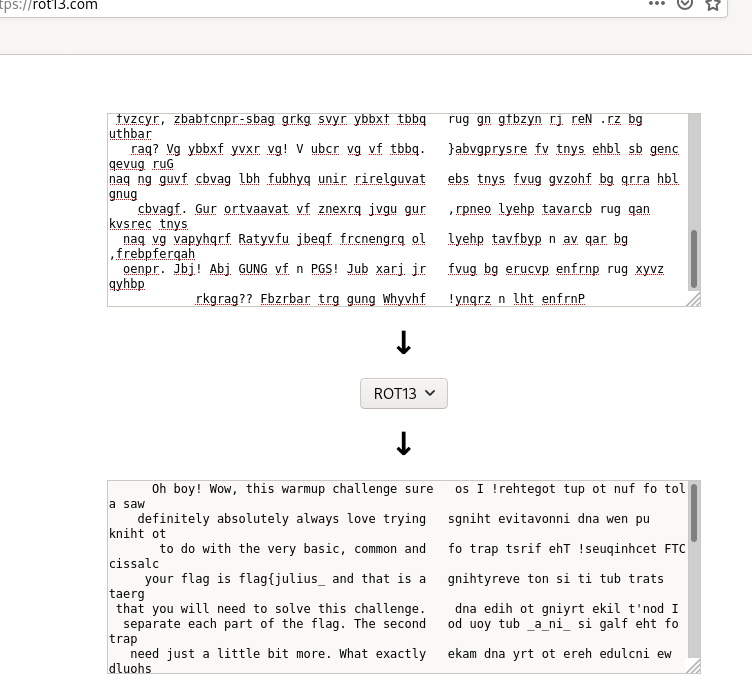 tps://rot13.com
fvzcyr, zbabfcnpr-sbag grkg svyr ybbxf tbbq rug gn gfbzyn rj reN .rz bg
uthbar
raq? Vg ybbxf yvxr vg! V ubcr vg vf tbbq. }abvgprysre fv tnys ehbl sb genc
qevug ruG
naq ng guvf cbvag lbh fubhyq unir rirelguvat ebs tnys fvug gvzohf bg qrra hbl
gnug
cbvagf. Gur ortvaavat vf znexrq jvgu gur ,rpneo lyehp tavarcb rug qan
kvsrec tnys
naq vg vapyhqrf Ratyvfu jbeqf frcnengrq ol lyehp tavfbyp n av qar bg
,frebpferqah
oenpr. Jbj! Abj GUNG vf n PGS! Jub xarj jr fvug bg erucvp enfrnp rug xyvz
qyhbp
rkgrag?? Fbzrbar trg gung Whyvhf !ynqrz n lht enfrnP
↓
ROT13
↓
Oh boy! Wow, this warmup challenge sure os I !rehtegot tup ot nuf fo tol
a saw
definitely absolutely always love trying sgniht evitavonni dna wen pu
kniht ot
to do with the very basic, common and fo trap tsrif ehT !seuqinhcet FTC
cissalc
your flag is flag{julius_ and that is a gnihtyreve ton si ti tub trats
taerg
that you will need to solve this challenge. dna edih ot gniyrt ekil t'nod I
separate each part of the flag. The second od uoy tub _a_ni_ si galf eht fo
trap
need just a little bit more. What exactly ekam dna yrt ot ereh edulcni ew
dluohs